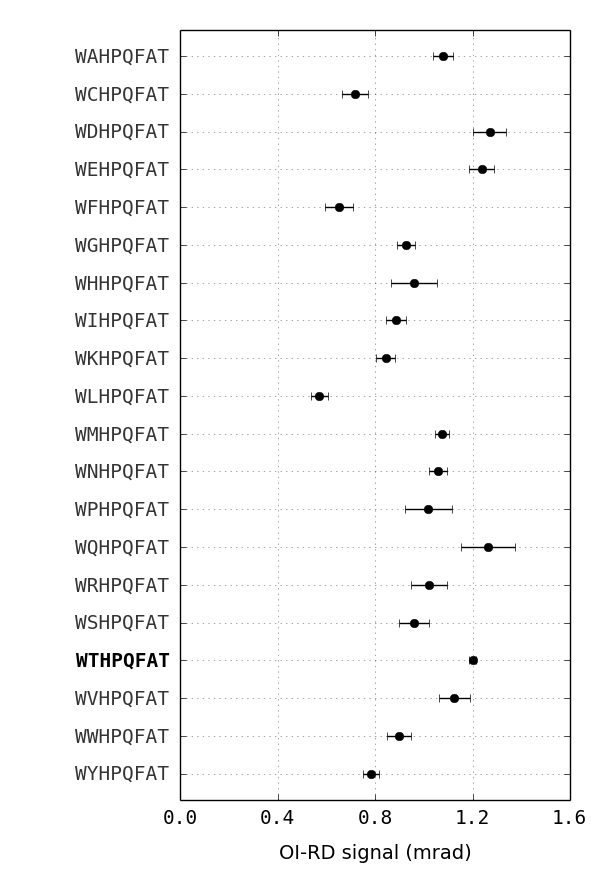 WAHPQFAT
WCHPQFAT
WDHPQFAT
WEHPQFAT
WFHPQFAT
WGHPQFAT
WHHPQFAT
WIHPQFAT
WKHPQFAT
WLHPQFAT
WMHPQFAT
WNHPQFAT
WPHPQFAT
WQHPQFAT
WRHPQFAT
WSHPQFAT
WTHPQFAT
WVHPQFAT
WWHPQFAT
WYHPQFAT
0.0 0.4 0.8 1.2 1.6
OI-RD signal (mrad)